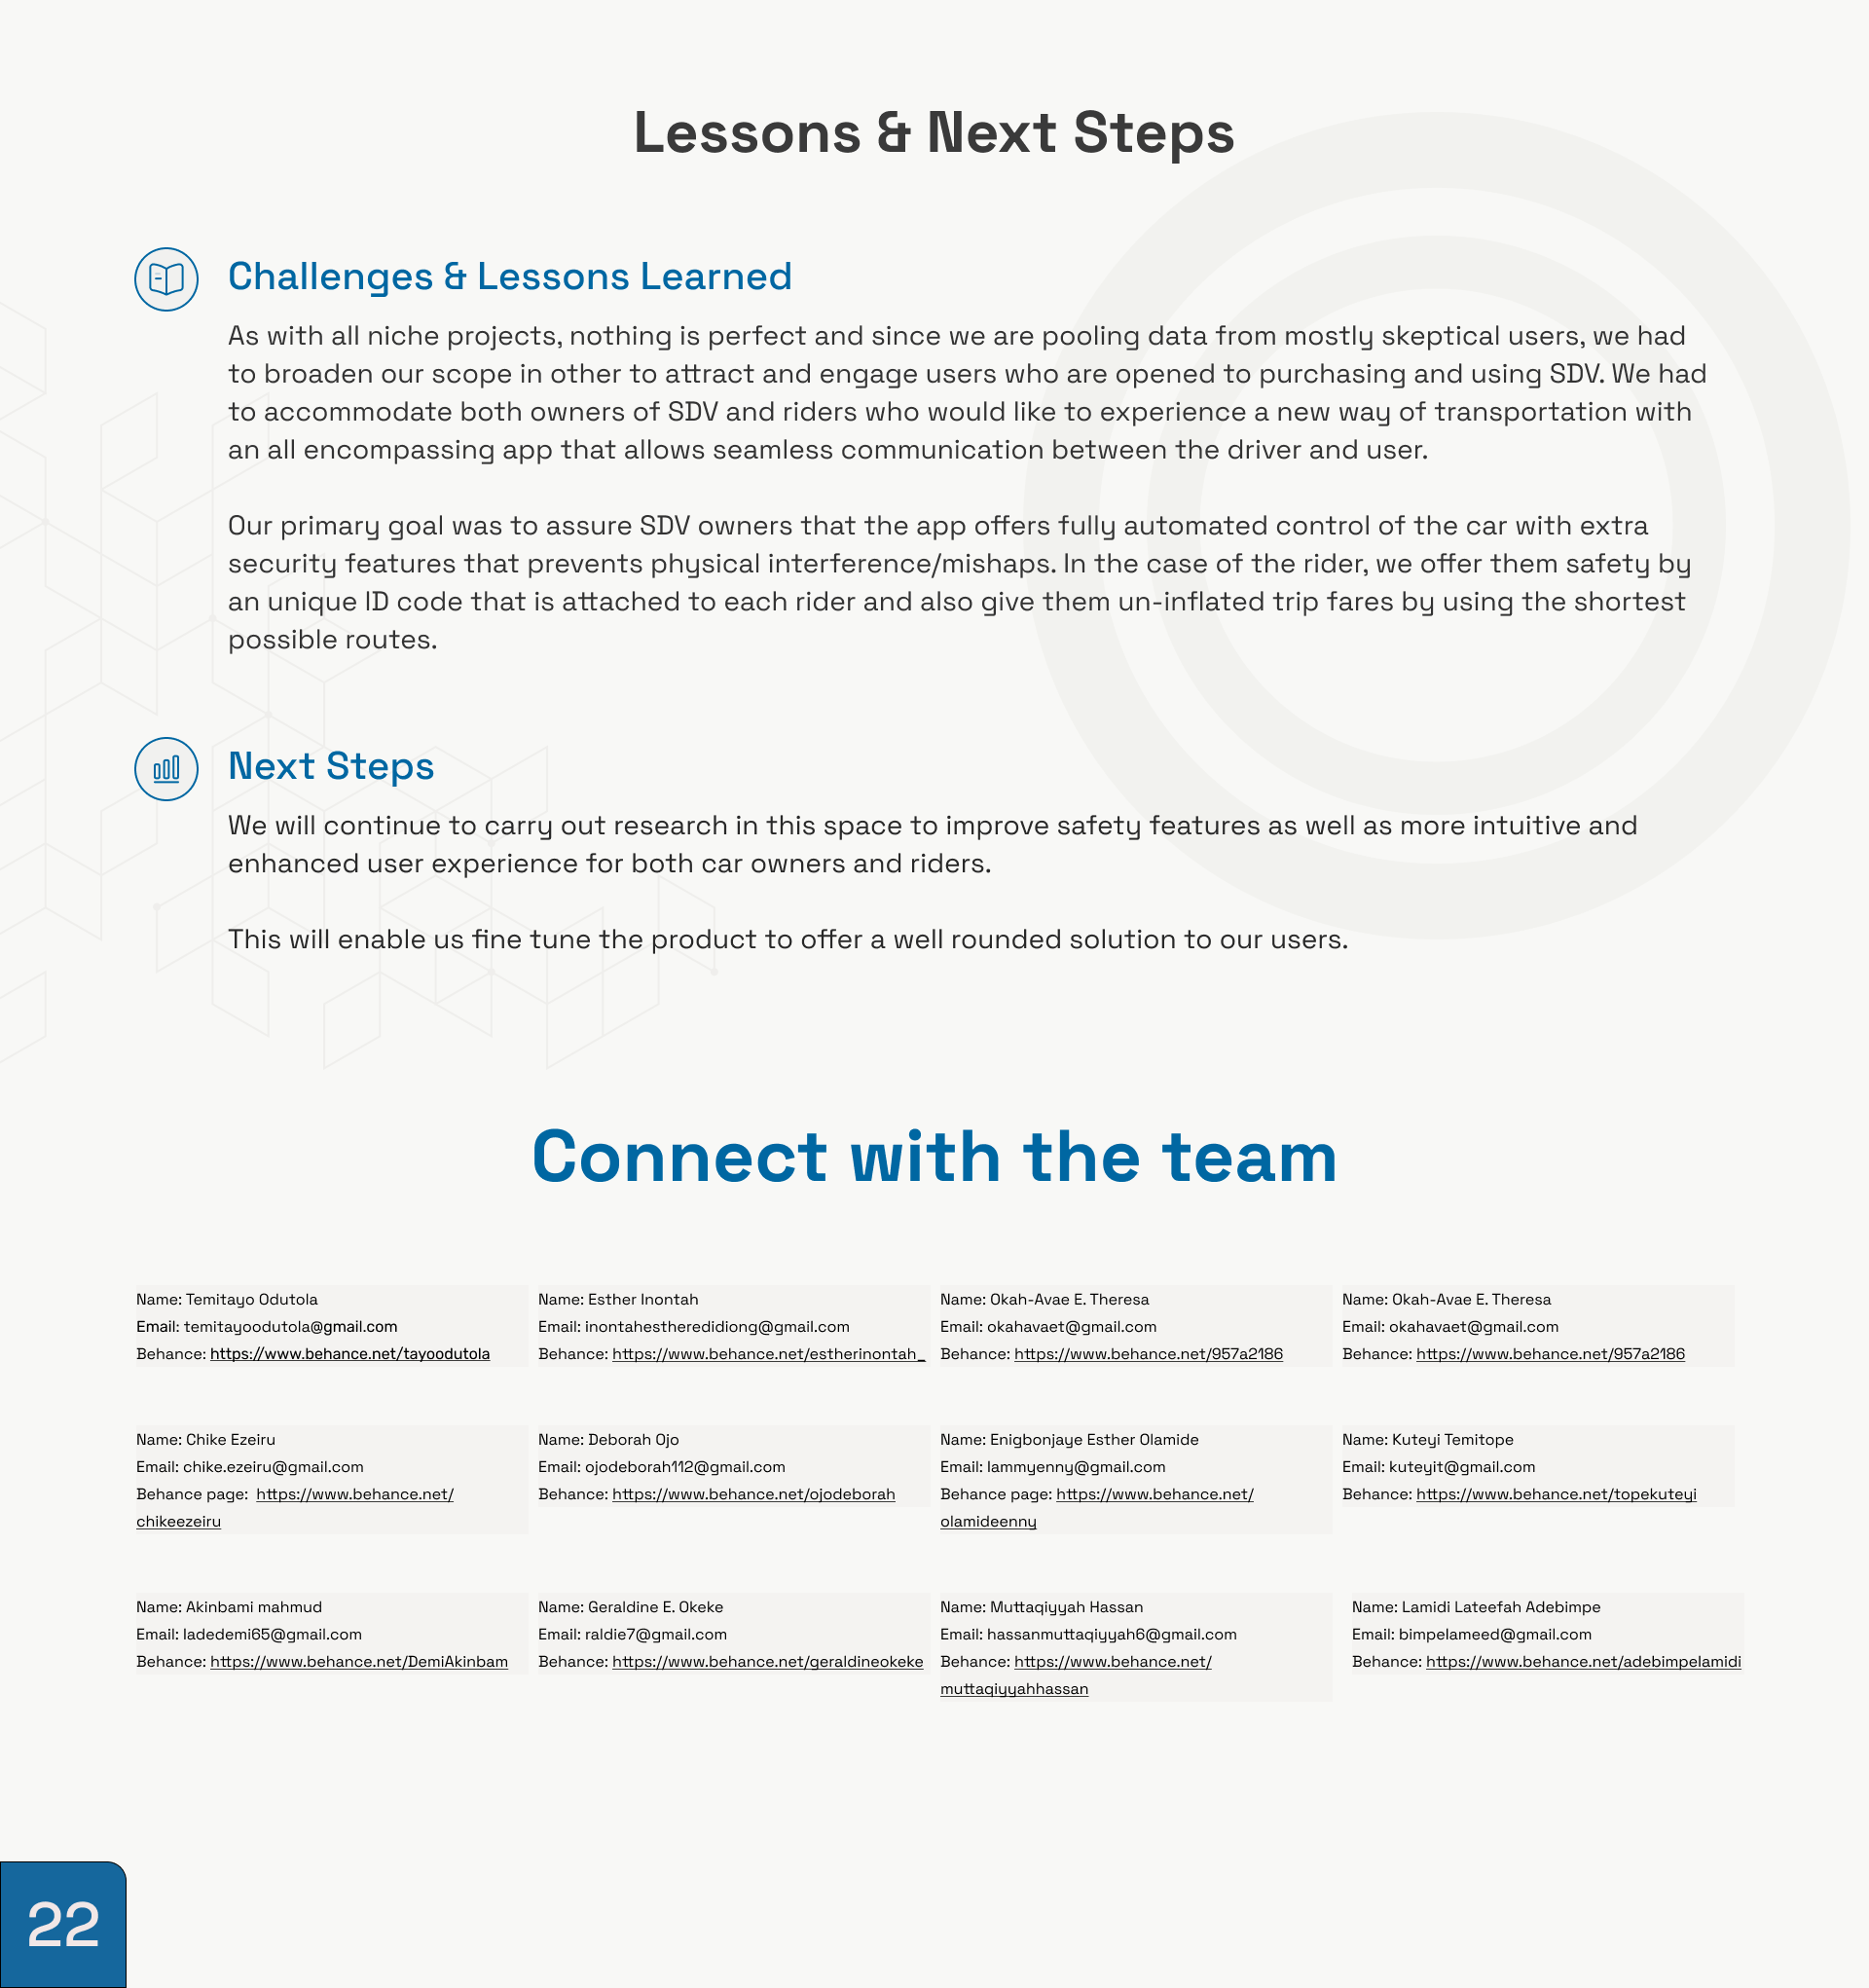 Lessons & Next Steps
Challenges & Lessons Learned
As with all niche projects, nothing is perfect and since we are pooling data from mostly skeptical users, we had
to broaden our scope in other to attract and engage users who are opened to purchasing and using SDV. We had
to accommodate both owners of SDV and riders who would like to experience a new way of transportation with
an all encompassing app that allows seamless communication between the driver and user.
Our primary goal was to assure SDV owners that the app offers fully automated control of the car with extra
security features that prevents physical interference/mishaps. In the case of the rider, we offer them safety by
an unique ID code that is attached to each rider and also give them un-inflated trip fares by using the shortest
possible routes.
Next Steps
We will continue to carry out research in this space to improve safety features as well as more intuitive and
enhanced user experience for both car owners and riders.
This will enable us fine tune the product to offer a well rounded solution to our users.
Connect with the team
Name: Temitayo Odutola
Email: temitayoodutola@gmail.com
Behance: https://www.behance.net/tayoodutola
Name: Esther Inontah
Email: inontahestheredidiong@gmail.com
Behance: https://www.behance.net/estherinontah_
Name: Okah-Avae E. Theresa
Email: okahavaet@gmail.com
Behance: https://www.behance.net/957a2186
Name: Okah-Avae E. Theresa
Email: okahavaet@gmail.com
Behance: https://www.behance.net/957a2186
Name: Chike Ezeiru
Email: chike.ezeiru@gmail.com
Behance page: https://www.behance.net/
chikeezeiru
Name: Deborah Ojo
Email: ojodeborah112@gmail.com
Behance: https://www.behance.net/ojodeborah
Name: Enigbonjaye Esther Olamide
Email: lammyenny@gmail.com
Behance page: https://www.behance.net/
olamideenny
Name: Kuteyi Temitope
Email: kuteyit@gmail.com
Behance: https://www.behance.net/topekuteyi
Name: Akinbami mahmud
Email: ladedemi65@gmail.com
Behance: https://www.behance.net/DemiAkinbam
Name: Geraldine E. Okeke
Email: raldie7@gmail.com
Behance: https://www.behance.net/geraldineokeke
Name: Muttaqiyyah Hassan
Email: hassanmuttaqiyyah6@gmail.com
Behance: https://www.behance.net/
muttaqiyyahhassan
Name: Lamidi Lateefah Adebimpe
Email: bimpelameed@gmail.com
Behance: https://www.behance.net/adebimpelamidi
22